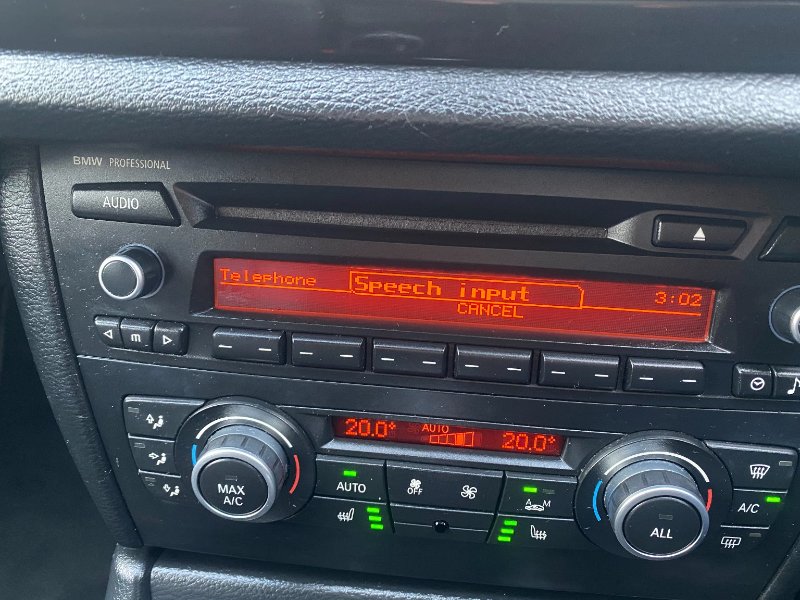 BMW PROFESSIONAL
AUDIO
Telephone Speech input 3:02
CANCEL
m
20.0° AUTO 20.0°
MAX A/C
AUTO
OFF
A M
ALL
A/C